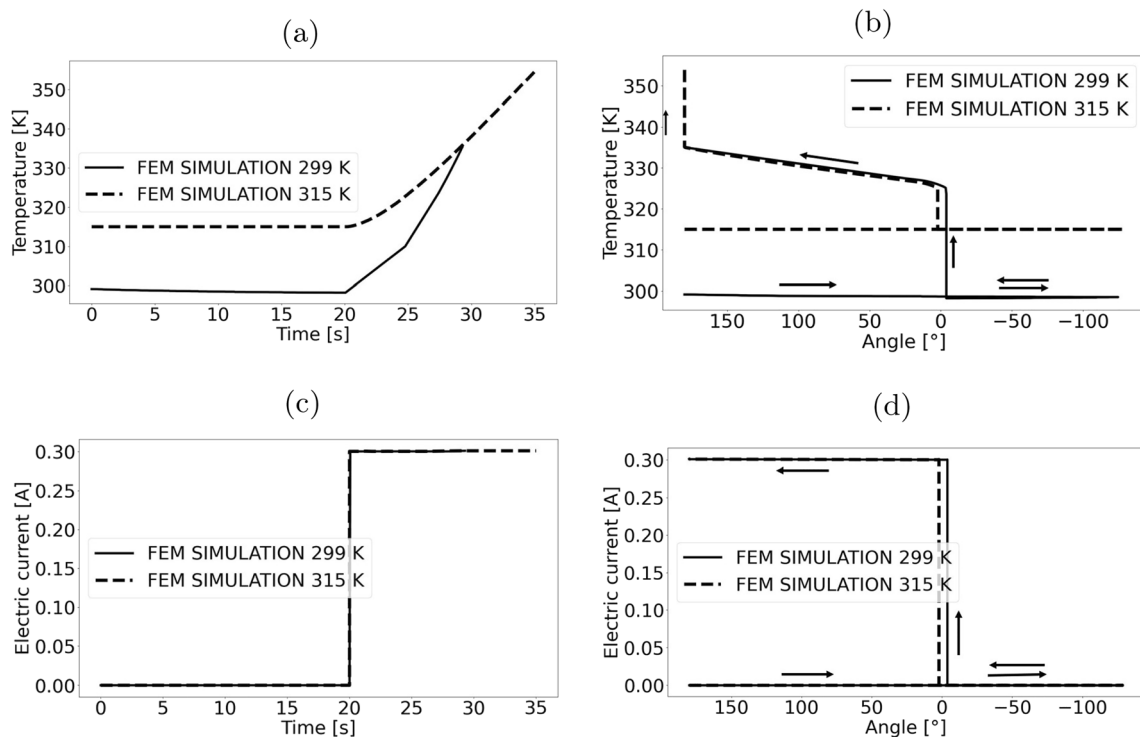 (a)
350
340
330
320
310
300
Temperature [K]
FEM SIMULATION 299 K
FEM SIMULATION 315 K
0 5 10 15 20 25 30 35
Time [s]
(b)
350
340
330
320
310
300
Temperature [K]
FEM SIMULATION 299 K
FEM SIMULATION 315 K
150 100 50 0 −50 −100
Angle [°]
(c)
0.30
0.25
0.20
0.15
0.10
0.05
0.00
Electric current [A]
FEM SIMULATION 299 K
FEM SIMULATION 315 K
0 5 10 15 20 25 30 35
Time [s]
(d)
0.30
0.25
0.20
0.15
0.10
0.05
0.00
Electric current [A]
FEM SIMULATION 299 K
FEM SIMULATION 315 K
150 100 50 0 −50 −100
Angle [°]